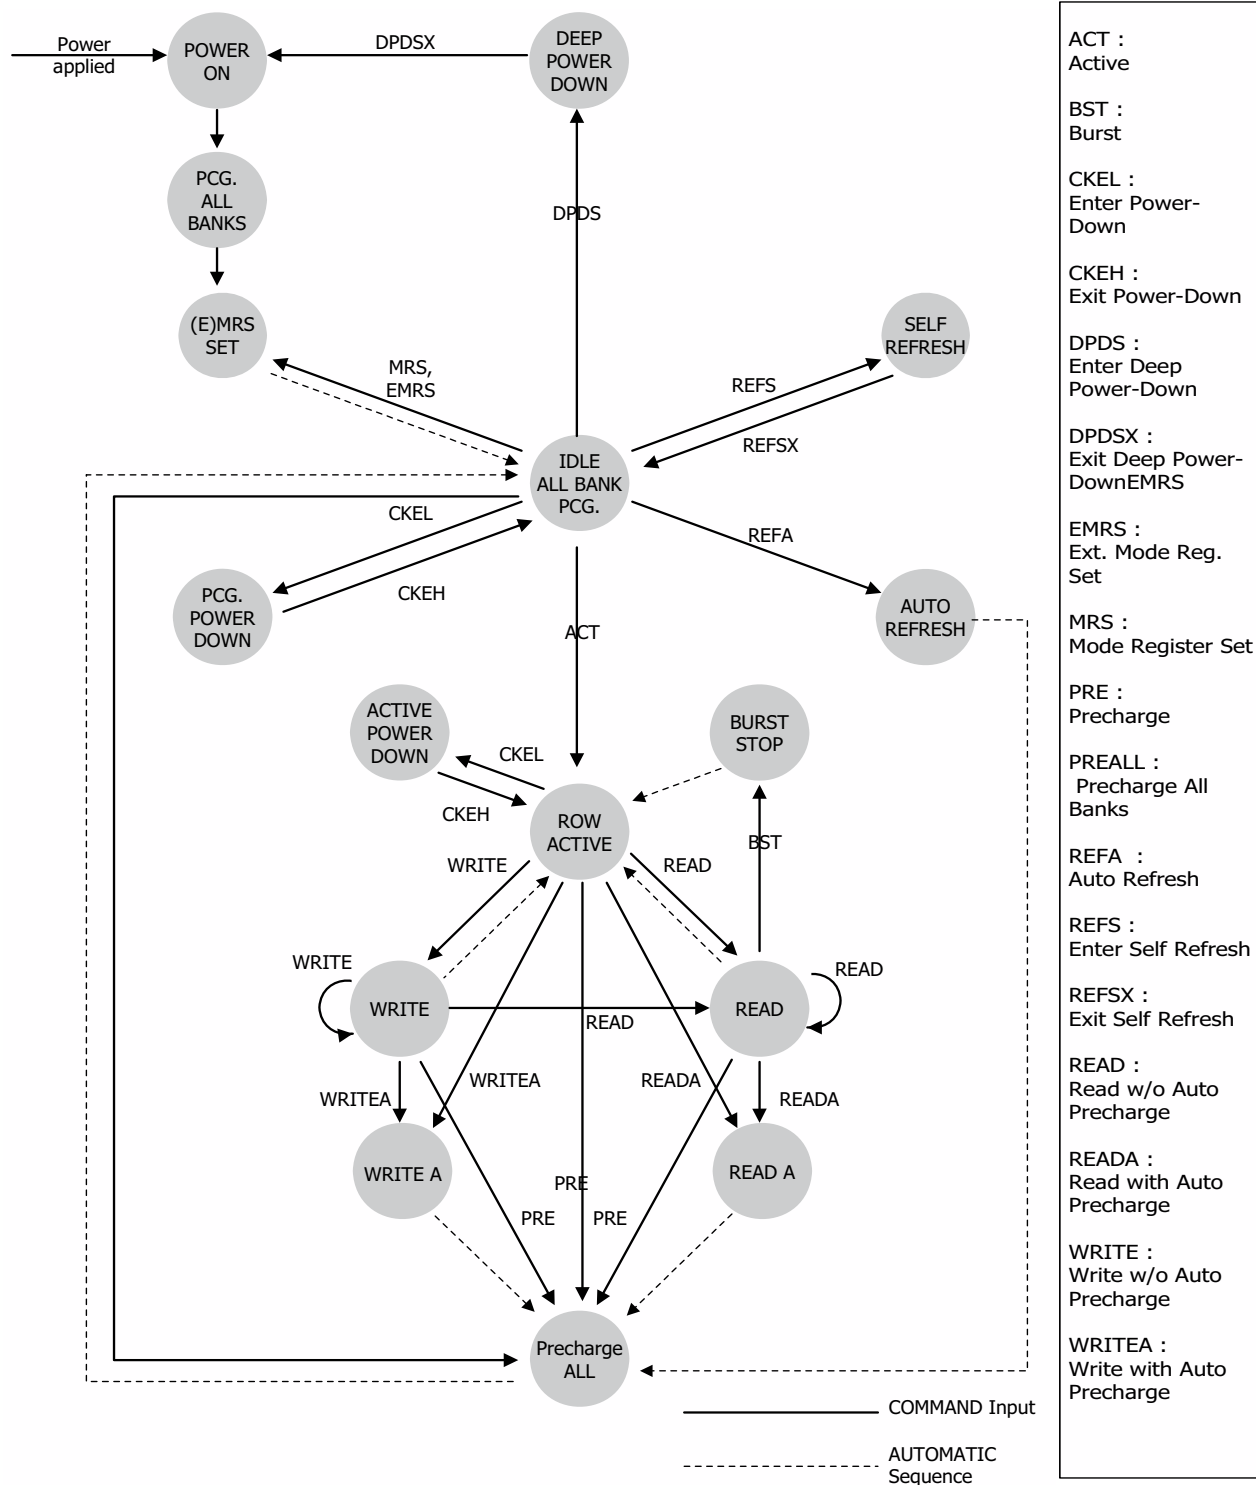 Power
applied
POWER
ON
DPDSX
DEEP
POWER
DOWN
PCG.
ALL
BANKS
DPDS
(E)MRS
SET
MRS,
EMRS
SELF
REFRESH
REFS
REFSX
IDLE
ALL BANK
PCG.
CKEL
CKEH
REFA
PCG.
POWER
DOWN
AUTO
REFRESH
ACT
ACTIVE
POWER
DOWN
CKEL
CKEH
BURST
STOP
ROW
ACTIVE
BST
WRITE
READ
WRITE
READ
WRITE
READ
READ
WRITEA
WRITEA
READA
READA
WRITE A
READ A
PRE
PRE
PRE
Precharge
ALL
COMMAND Input
AUTOMATIC
Sequence
ACT :
Active
BST :
Burst
CKEL :
Enter Power-
Down
CKEH :
Exit Power-Down
DPDS :
Enter Deep
Power-Down
DPDSX :
Exit Deep Power-
DownEMRS
EMRS :
Ext. Mode Reg.
Set
MRS :
Mode Register Set
PRE :
Precharge
PREALL :
Precharge All
Banks
REFA :
Auto Refresh
REFS :
Enter Self Refresh
REFSX :
Exit Self Refresh
READ :
Read w/o Auto
Precharge
READA :
Read with Auto
Precharge
WRITE :
Write w/o Auto
Precharge
WRITEA :
Write with Auto
Precharge